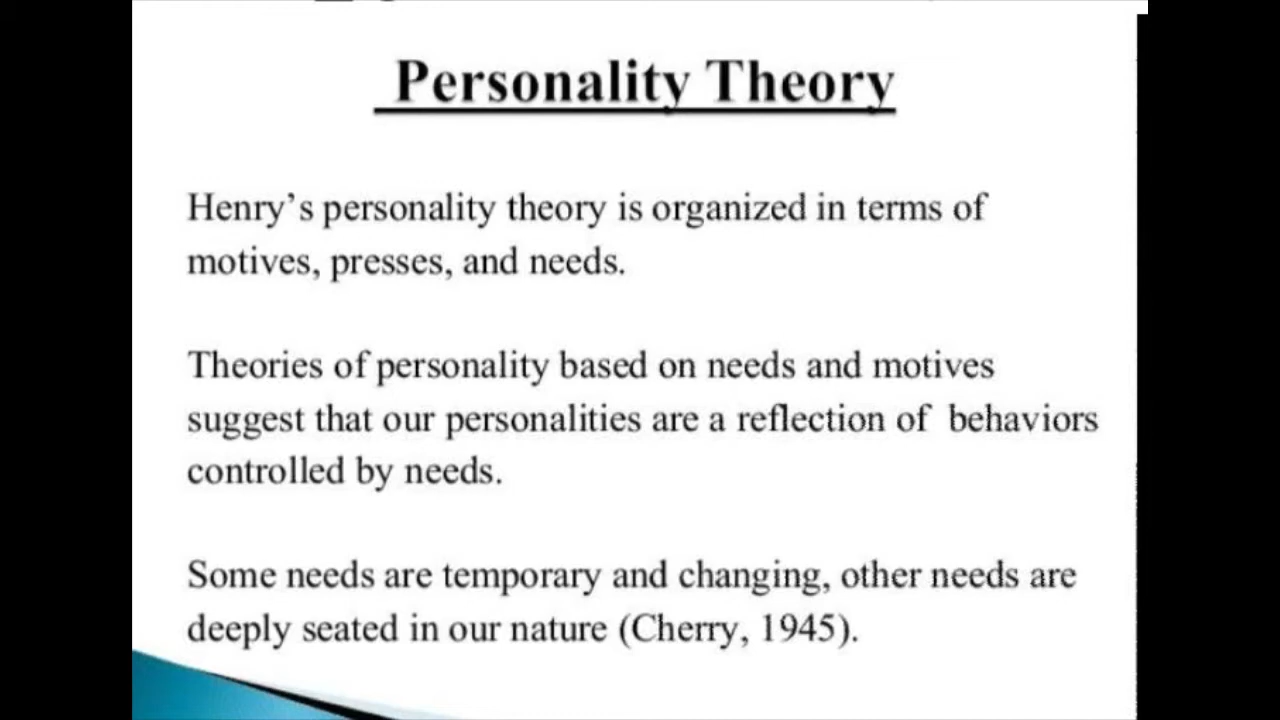 Personality Theory
Henry’s personality theory is organized in terms of
motives, presses, and needs.
Theories of personality based on needs and motives
suggest that our personalities are a reflection of behaviors
controlled by needs.
Some needs are temporary and changing, other needs are
deeply seated in our nature (Cherry, 1945).